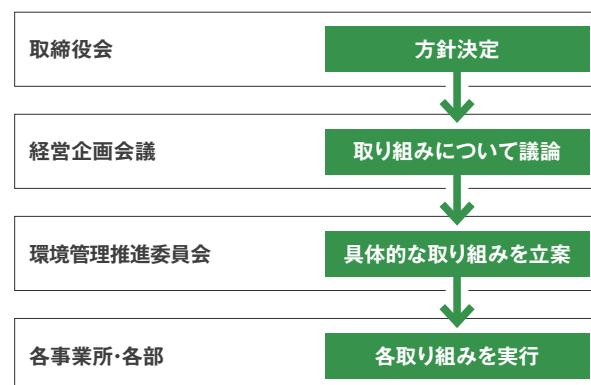 取締役会
方針決定
経営企画会議
取り組みについて議論
環境管理推進委員会
具体的な取り組みを立案
各事業所・各部
各取り組みを実行